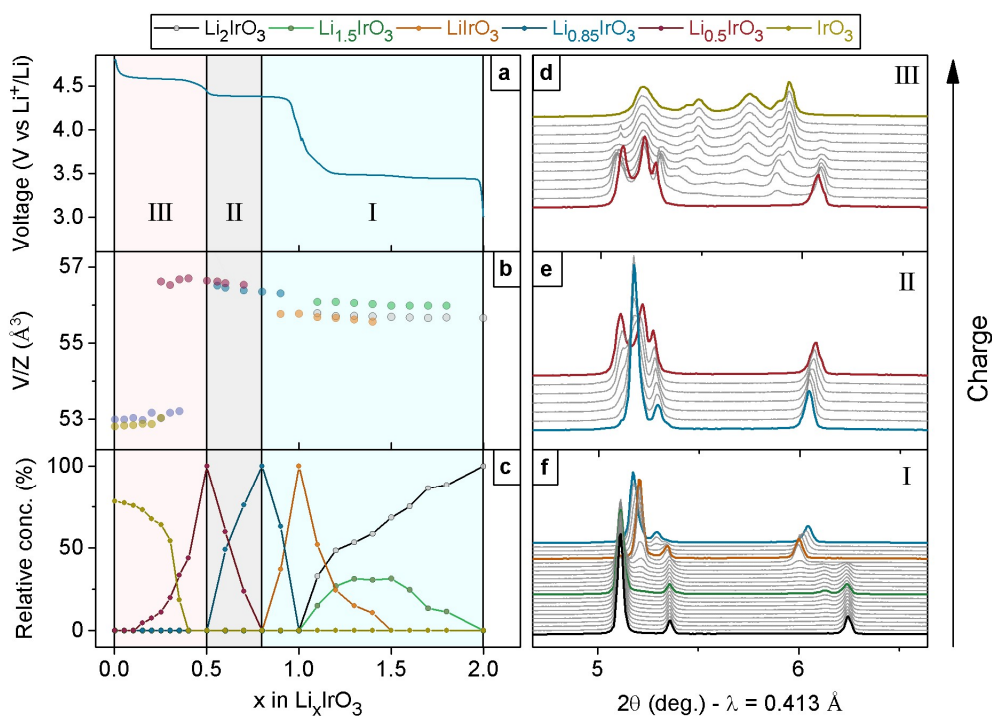 Li2IrO3 Li1.5IrO3 LiIrO3 Li0.85IrO3 Li0.5IrO3 IrO3
a
4.5
4.0
3.5
3.0
Voltage (V vs Li+/Li)
III
II
I
b
57
55
53
V/Z (Å3)
c
100
50
0
Relative conc. (%)
0.0 0.5 1.0 1.5 2.0
x in LixIrO3
d
III
e
II
f
I
5 6
2θ (deg.) - λ = 0.413 Å
Charge